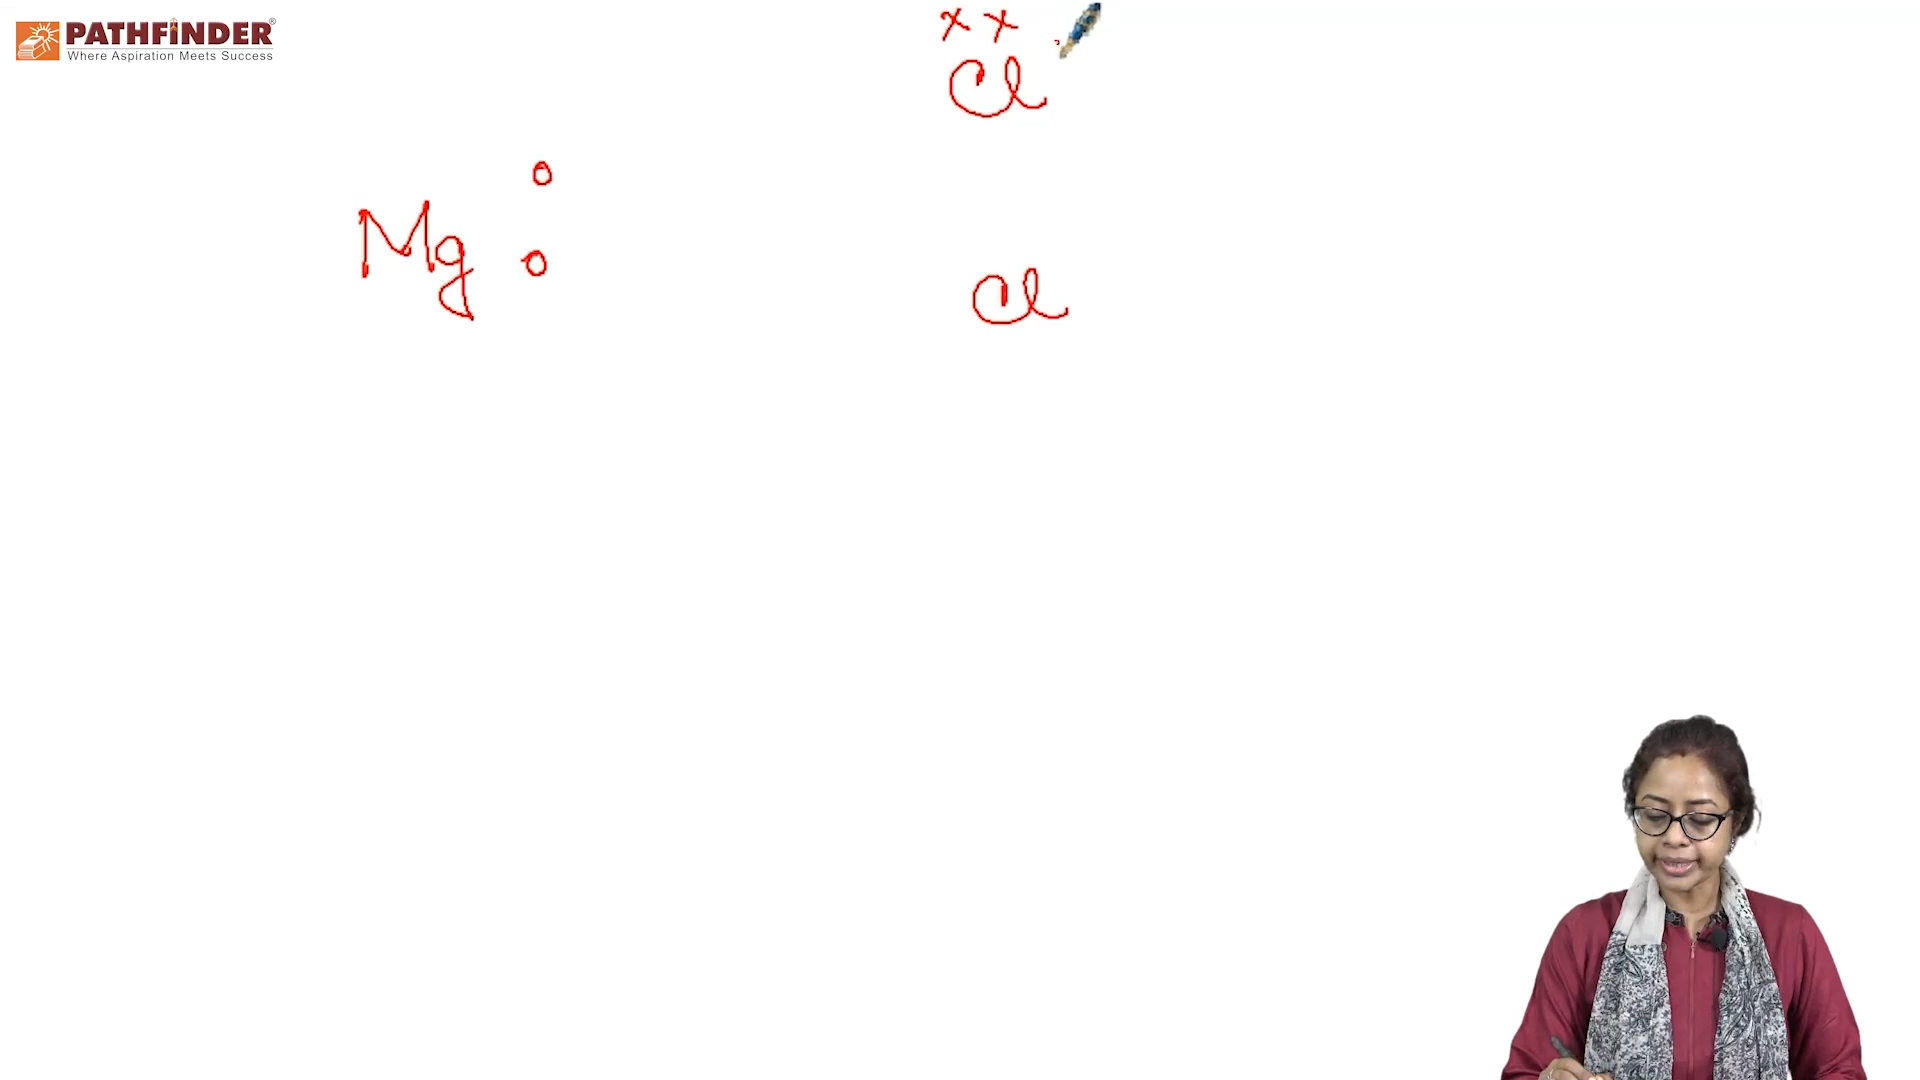 PATHFINDER®
Where Aspiration Meets Success
x x
Cl
o
Mg
o
Cl